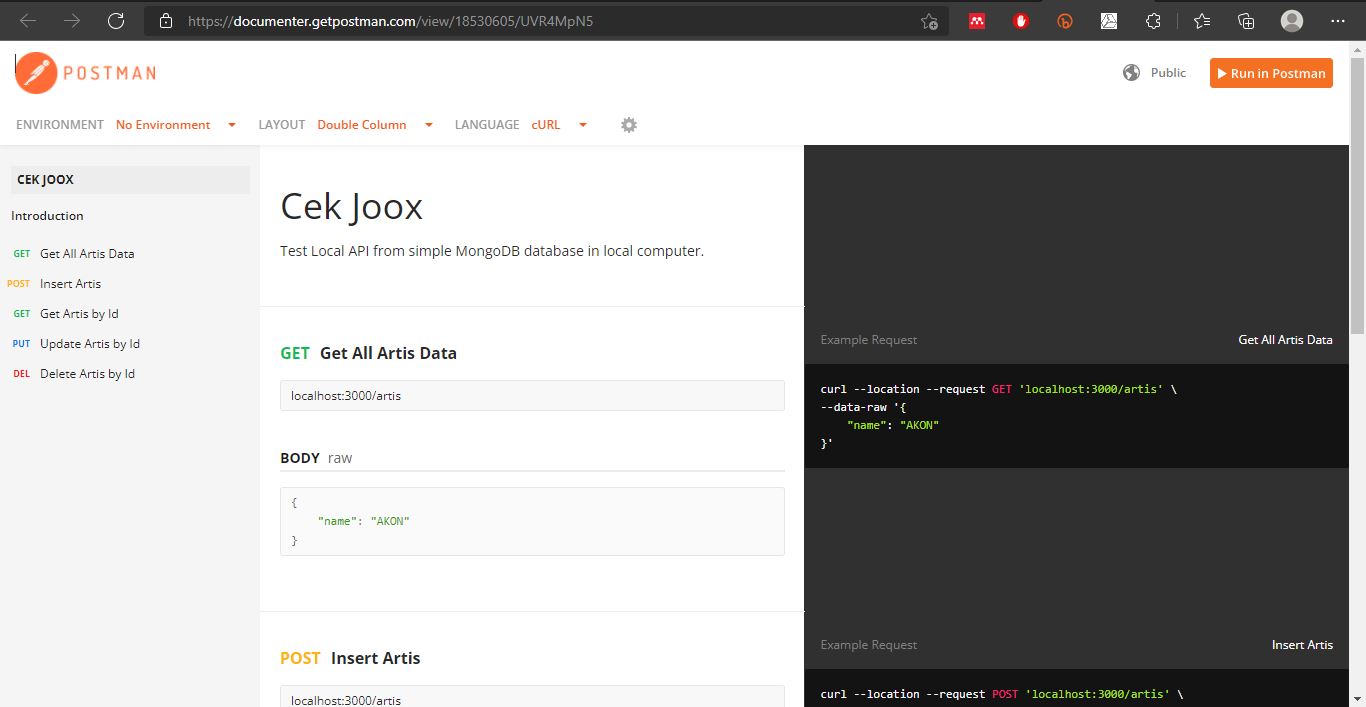 https://documenter.getpostman.com/view/18530605/UVR4MpN5
POSTMAN
Public
Run in Postman
ENVIRONMENT No Environment LAYOUT Double Column LANGUAGE cURL
CEK JOOX
Introduction
GET Get All Artis Data
POST Insert Artis
GET Get Artis by Id
PUT Update Artis by Id
DEL Delete Artis by Id
Cek Joox
Test Local API from simple MongoDB database in local computer.
GET Get All Artis Data
localhost:3000/artis
BODY raw
{
"name": "AKON"
}
POST Insert Artis
localhost:3000/artis
Example Request Get All Artis Data
curl --location --request GET 'localhost:3000/artis' \
--data-raw '{
"name": "AKON"
}'
Example Request Insert Artis
curl --location --request POST 'localhost:3000/artis' \